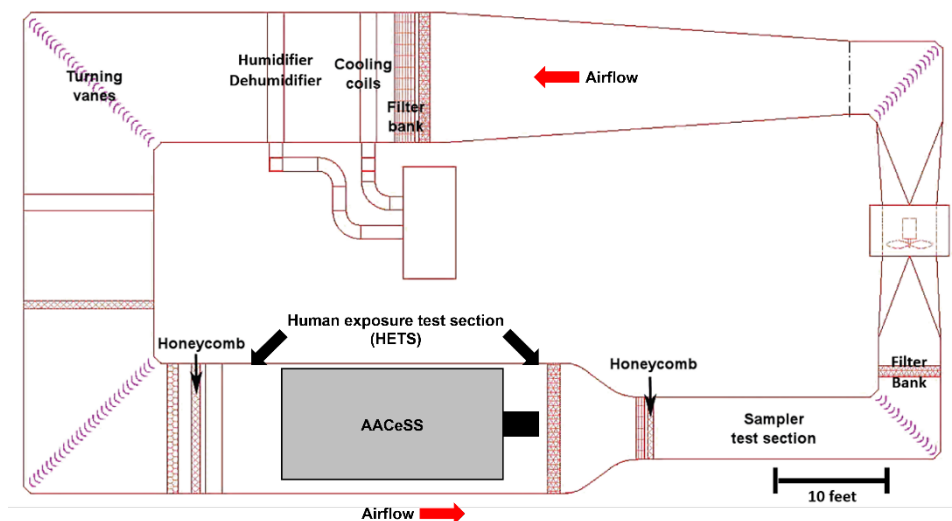 Turning
vanes
Humidifier
Dehumidifier
Cooling
coils
Filter
bank
Airflow
Human exposure test section
(HETS)
Honeycomb
Honeycomb
Filter
Bank
AACeSS
Sampler
test section
10 feet
Airflow